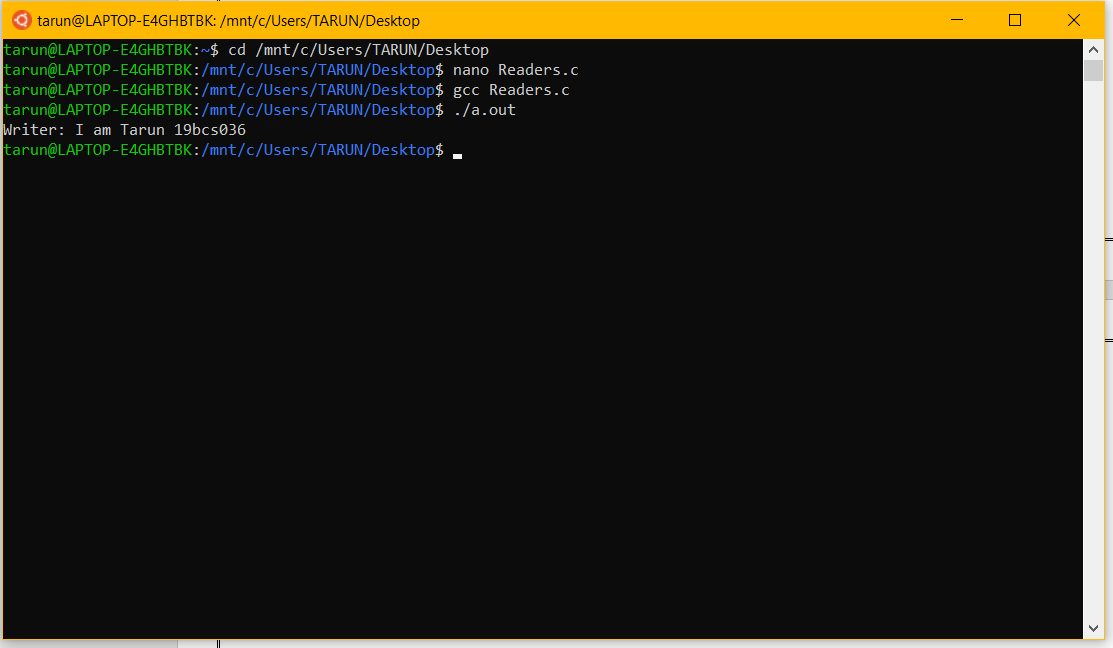 tarun@LAPTOP-E4GHBTBK: /mnt/c/Users/TARUN/Desktop
tarun@LAPTOP-E4GHBTBK:~$ cd /mnt/c/Users/TARUN/Desktop
tarun@LAPTOP-E4GHBTBK:/mnt/c/Users/TARUN/Desktop$ nano Readers.c
tarun@LAPTOP-E4GHBTBK:/mnt/c/Users/TARUN/Desktop$ gcc Readers.c
tarun@LAPTOP-E4GHBTBK:/mnt/c/Users/TARUN/Desktop$ ./a.out
Writer: I am Tarun 19bcs036
tarun@LAPTOP-E4GHBTBK:/mnt/c/Users/TARUN/Desktop$